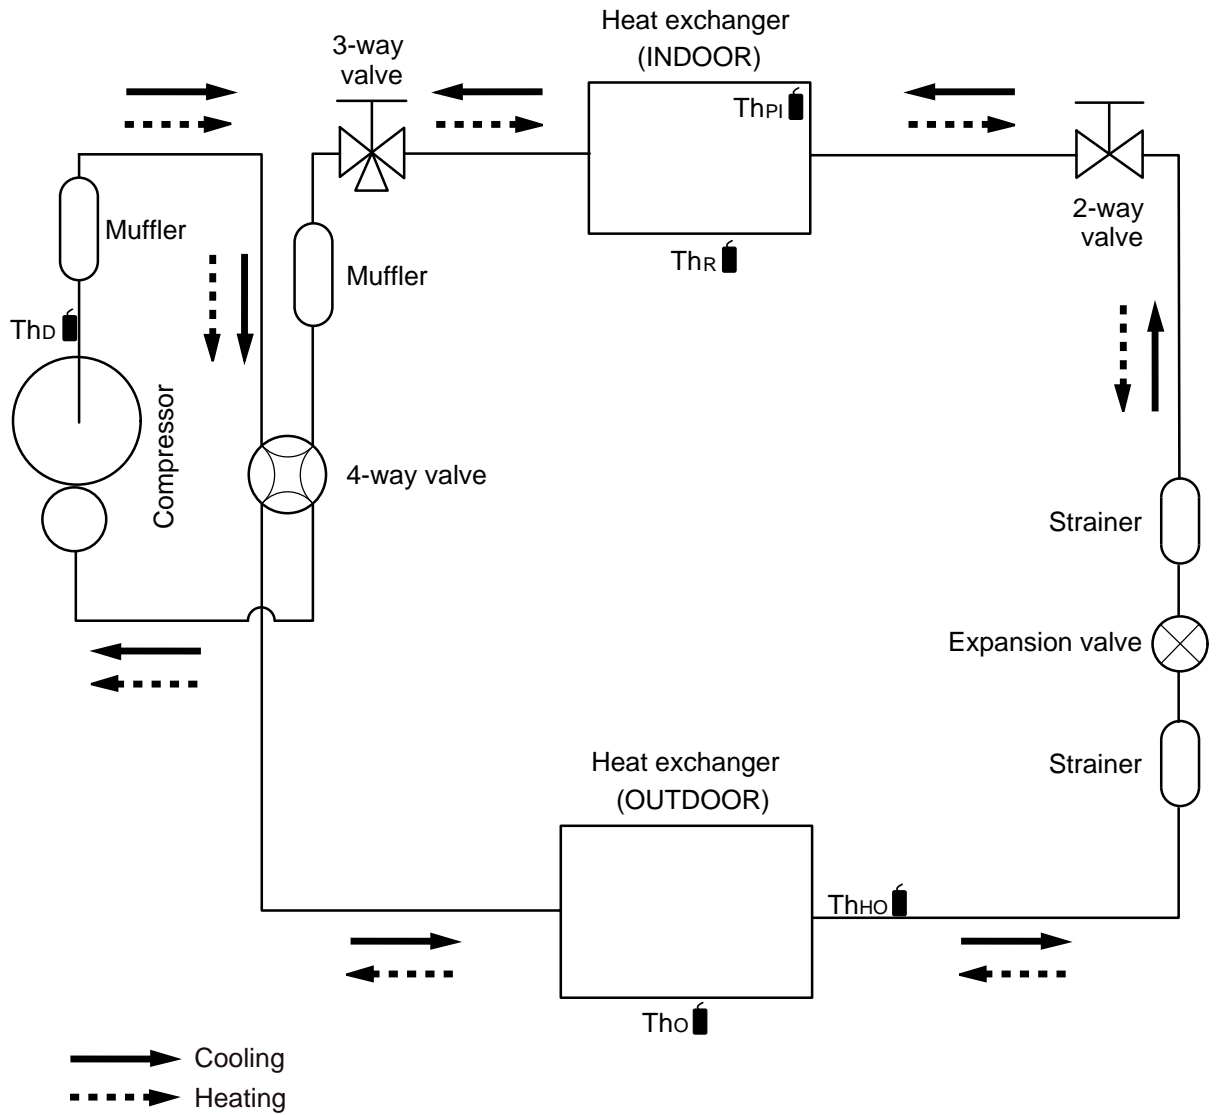 Heat exchanger
(INDOOR)
3-way
valve
ThPI
Muffler
2-way
valve
ThR
Muffler
ThD
Compressor
4-way valve
Strainer
Expansion valve
Heat exchanger
(OUTDOOR)
Strainer
ThHO
ThO
Cooling
Heating